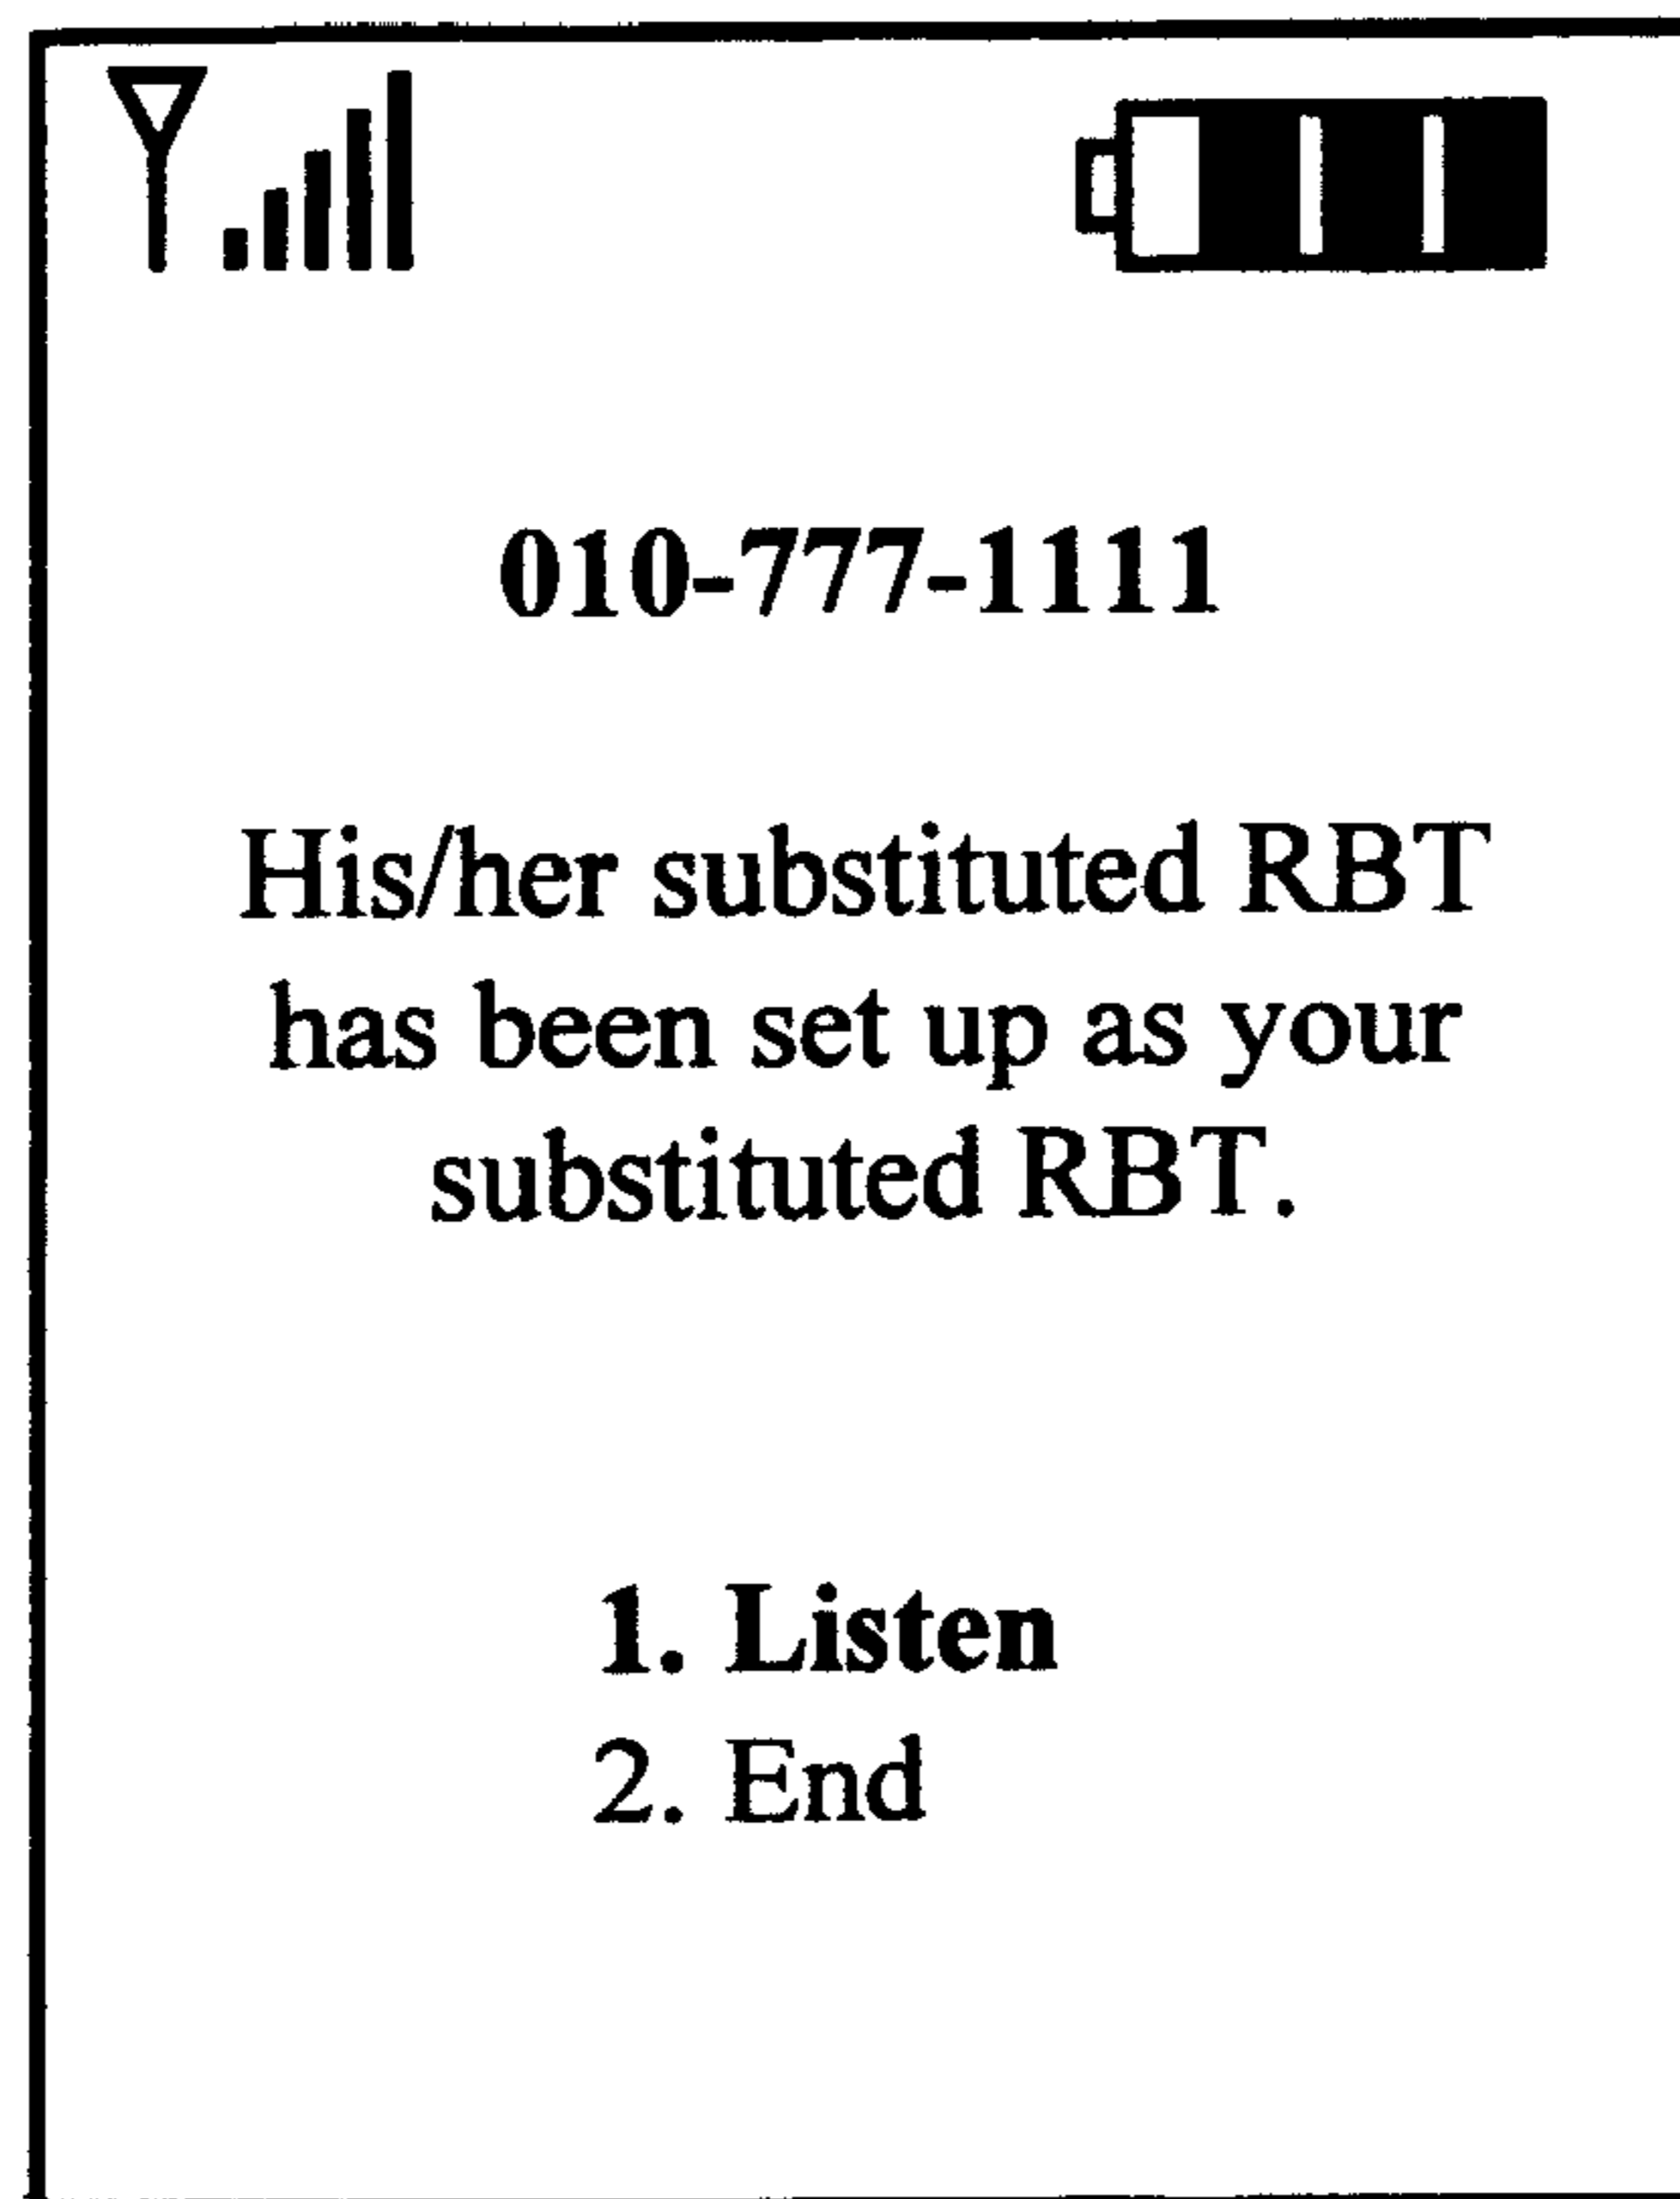 010-777-1111
His/her substituted RBT
has been set up as your
substituted RBT.
1. Listen
2. End